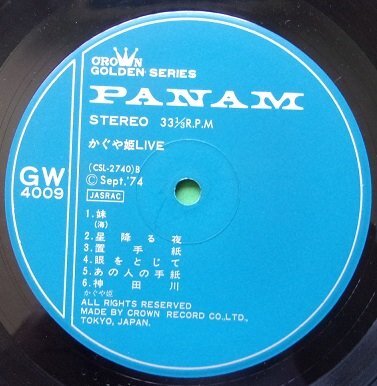 CROWN
GOLDEN SERIES
PANAM
STEREO 33⅓R.P.M
かぐや姫LIVE
GW
4009
(CSL-2740)B
©Sept.'74
JASRAC
1.妹
(海)
2.星降る夜
3.置手紙
4.眼をとじて
5.あの人の手紙
6.神田川
かぐや姫
ALL RIGHTS RESERVED
MADE BY CROWN RECORD CO.,LTD.,
TOKYO, JAPAN.